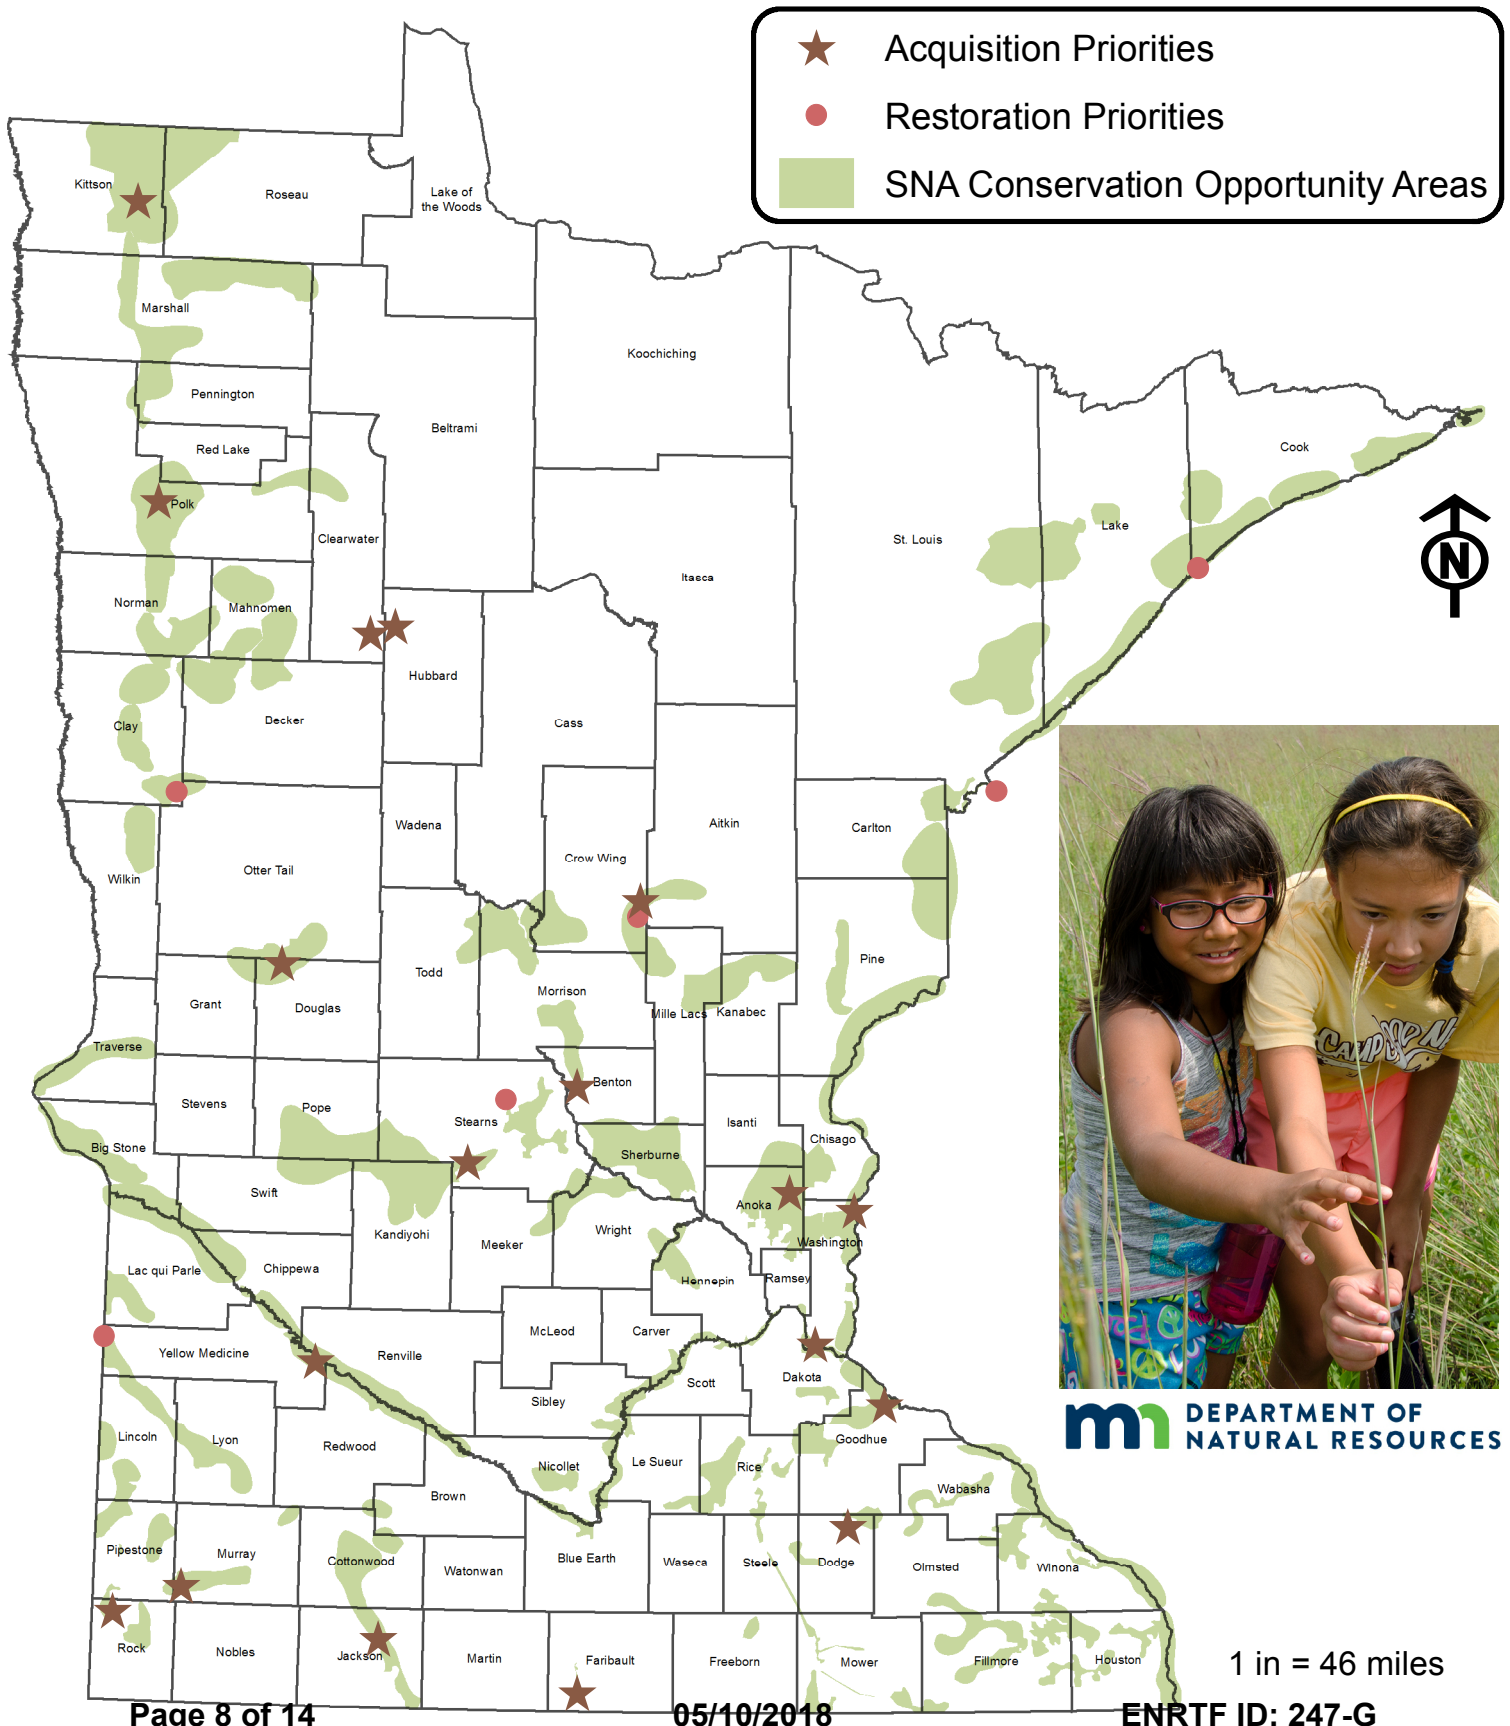 Acquisition Priorities
Restoration Priorities
SNA Conservation Opportunity Areas
Kittson
Roseau
Lake of
the Woods
Marshall
Koochiching
Pennington
Beltrami
Red Lake
Cook
Polk
Clearwater
St. Louis
Lake
Itasca
N
Norman
Mahnomen
Hubbard
Clay
Becker
Cass
Wadena
Aitkin
Carlton
Crow Wing
Otter Tail
Wilkin
Todd
Pine
Grant
Douglas
Morrison
Mille Lacs
Kanabec
Traverse
Stevens
Pope
Benton
Stearns
Isanti
Chisago
Big Stone
Sherburne
Swift
Anoka
Kandiyohi
Meeker
Wright
Washington
Lac qui Parle
Chippewa
Hennepin
Ramsey
McLeod
Carver
Yellow Medicine
Renville
Dakota
Scott
Sibley
CAMP
DEPARTMENT OF
NATURAL RESOURCES
Lincoln
Lyon
Redwood
Goodhue
Le Sueur
Rice
Nicollet
Brown
Wabasha
Pipestone
Murray
Cottonwood
Watonwan
Blue Earth
Waseca
Steele
Dodge
Olmsted
Winona
Rock
Nobles
Jackson
Martin
Faribault
Freeborn
Mower
Fillmore
Houston
1 in = 46 miles
Page 8 of 14
05/10/2018
ENRTF ID: 247-G